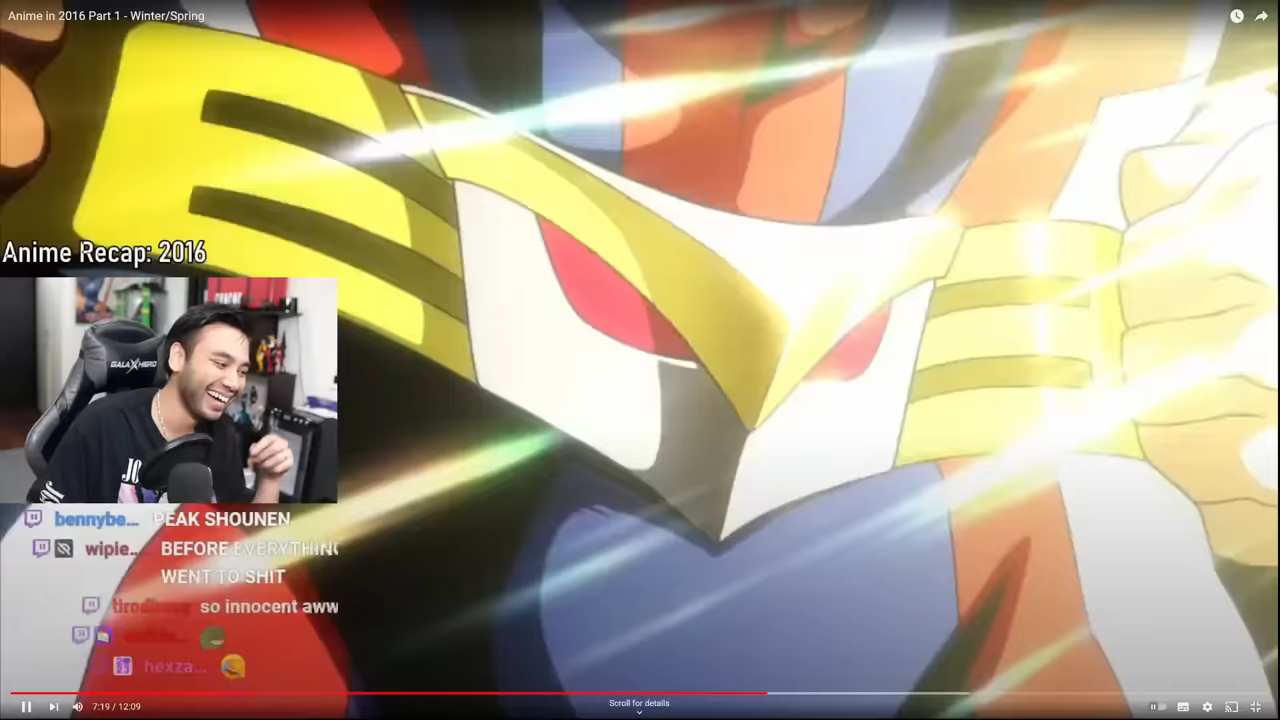 Anime in 2016 Part 1 - Winter/Spring
Anime Recap: 2016
GALAXHERO
JO
bennybe... PEAK SHOUNEN
wipie... BEFORE EVERYTHING
WENT TO SHIT
so innocent aww
hexza...
7:19 / 12:09
Scroll for details